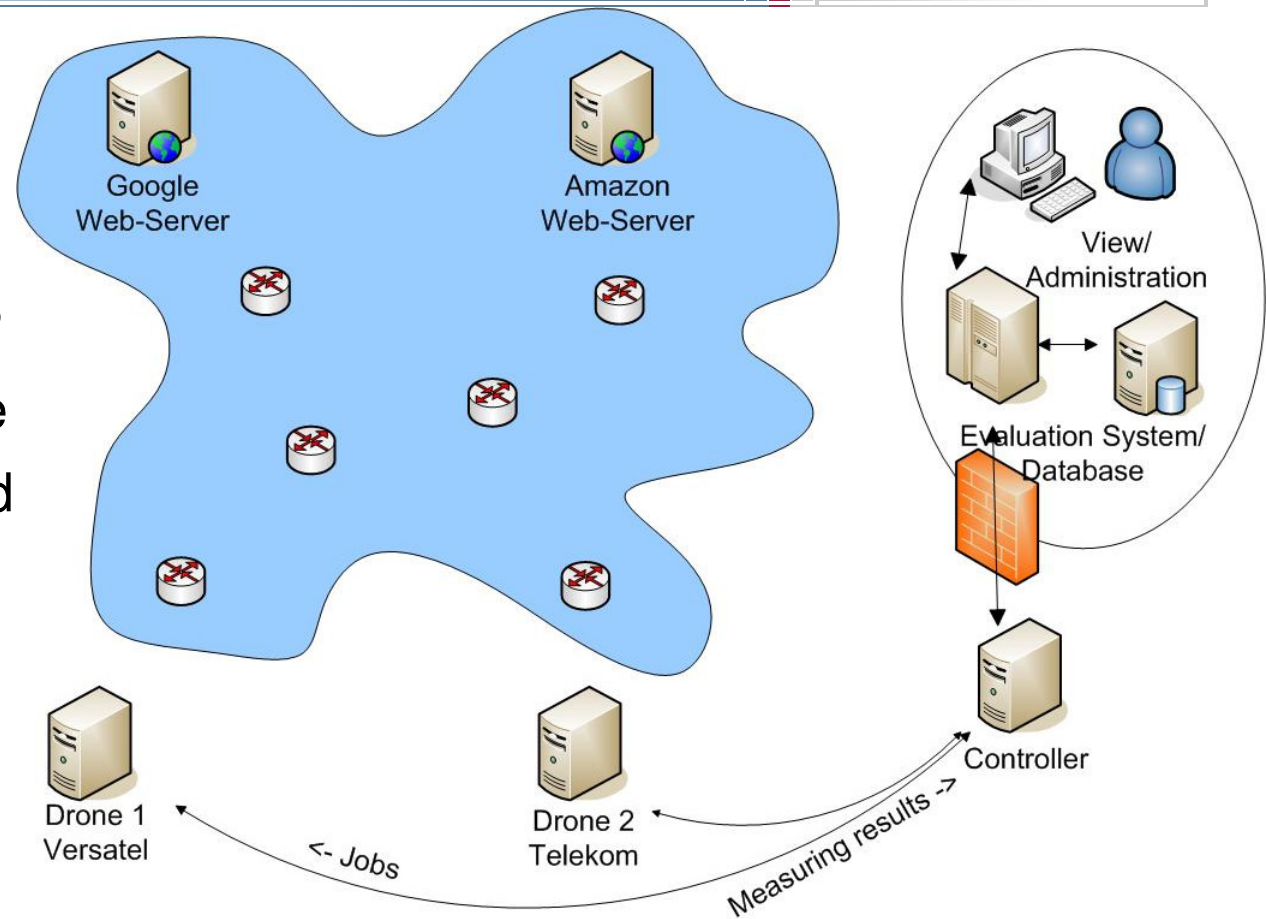 Google
Web-Server
Amazon
Web-Server
View/
Administration
Evaluation System/
Database
Controller
Drone 1
Versatel
Drone 2
Telekom
<- Jobs
Measuring results ->